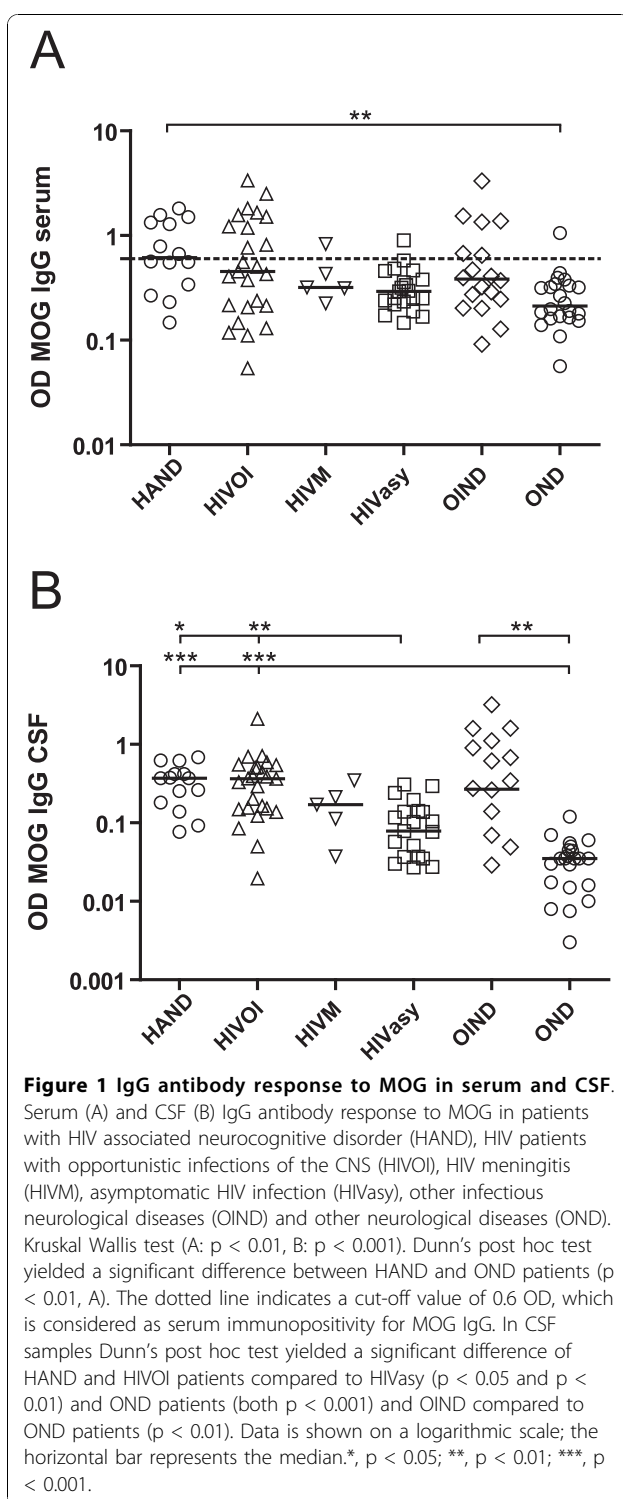 A
**
10
1
0.1
0.01
OD MOG IgG serum
HAND HIVOI HIVM HIVasy OIND OND
B
* ** **
*** ***
10
1
0.1
0.01
0.001
OD MOG IgG CSF
HAND HIVOI HIVM HIVasy OIND OND
Figure 1 IgG antibody response to MOG in serum and CSF.
Serum (A) and CSF (B) IgG antibody response to MOG in patients
with HIV associated neurocognitive disorder (HAND), HIV patients
with opportunistic infections of the CNS (HIVOI), HIV meningitis
(HIVM), asymptomatic HIV infection (HIVasy), other infectious
neurological diseases (OIND) and other neurological diseases (OND).
Kruskal Wallis test (A: p < 0.01, B: p < 0.001). Dunn's post hoc test
yielded a significant difference between HAND and OND patients (p
< 0.01, A). The dotted line indicates a cut-off value of 0.6 OD, which
is considered as serum immunopositivity for MOG IgG. In CSF
samples Dunn's post hoc test yielded a significant difference of
HAND and HIVOI patients compared to HIVasy (p < 0.05 and p <
0.01) and OND patients (both p < 0.001) and OIND compared to
OND patients (p < 0.01). Data is shown on a logarithmic scale; the
horizontal bar represents the median.*, p < 0.05; **, p < 0.01; ***, p
< 0.001.